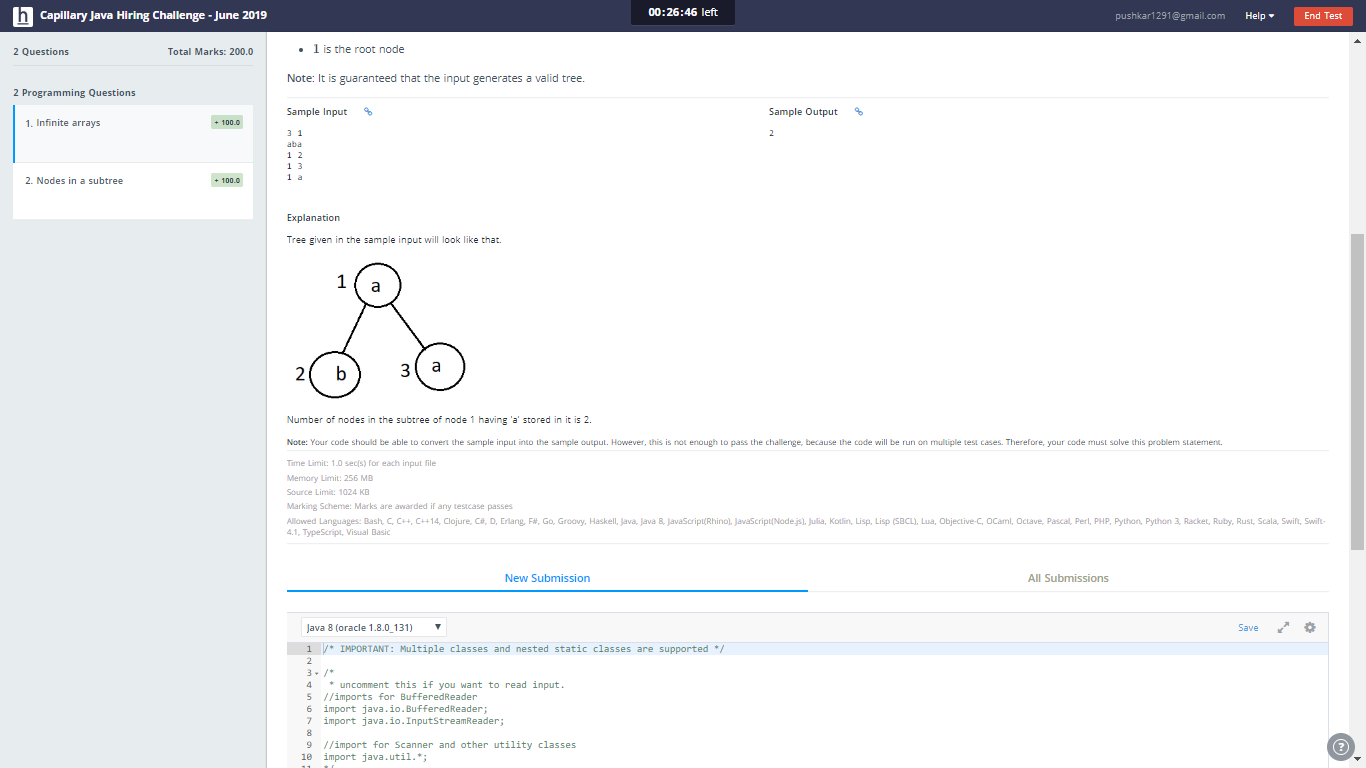 h Capillary Java Hiring Challenge - June 2019
00:26:46 left
pushkar1291@gmail.com
Help
End Test
2 Questions
Total Marks: 200.0
2 Programming Questions
1. Infinite arrays
+ 100.0
2. Nodes in a subtree
+ 100.0
• 1 is the root node
Note: It is guaranteed that the input generates a valid tree.
Sample Input
3 1
aba
1 2
1 3
1 a
Sample Output
2
Explanation
Tree given in the sample input will look like that.
1 a
2 b
3 a
Number of nodes in the subtree of node 1 having 'a' stored in it is 2.
Note: Your code should be able to convert the sample input into the sample output. However, this is not enough to pass the challenge, because the code will be run on multiple test cases. Therefore, your code must solve this problem statement.
Time Limit: 1.0 sec(s) for each input file
Memory Limit: 256 MB
Source Limit: 1024 KB
Marking Scheme: Marks are awarded if any testcase passes
Allowed Languages: Bash, C, C++, C++14, Clojure, C#, D, Erlang, F#, Go, Groovy, Haskell, Java, Java 8, JavaScript(Rhino), JavaScript(Node.js), Julia, Kotlin, Lisp, Lisp (SBCL), Lua, Objective-C, OCaml, Octave, Pascal, Perl, PHP, Python, Python 3, Racket, Ruby, Rust, Scala, Swift, Swift-
4.1, TypeScript, Visual Basic
New Submission
All Submissions
Java 8 (oracle 1.8.0_131)
Save
1 /* IMPORTANT: Multiple classes and nested static classes are supported */
2
3 /*
4 * uncomment this if you want to read input.
5 //imports for BufferedReader
6 import java.io.BufferedReader;
7 import java.io.InputStreamReader;
8
9 //import for Scanner and other utility classes
10 import java.util.*;
11 */
?